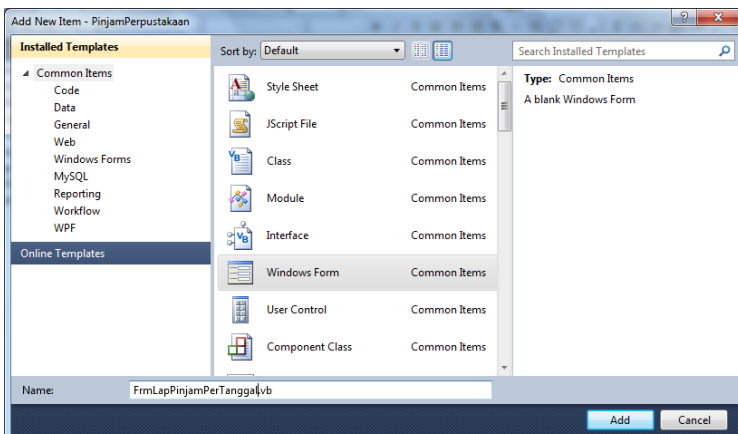 Add New Item - PinjamPerpustakaan
Installed Templates
Sort by: Default
Search Installed Templates
Common Items
Code
Data
General
Web
Windows Forms
MySQL
Reporting
Workflow
WPF
Online Templates
Style Sheet Common Items
JScript File Common Items
Class Common Items
Module Common Items
Interface Common Items
Windows Form Common Items
User Control Common Items
Component Class Common Items
Type: Common Items
A blank Windows Form
Name: FrmLapPinjamPerTanggal.vb
Add Cancel